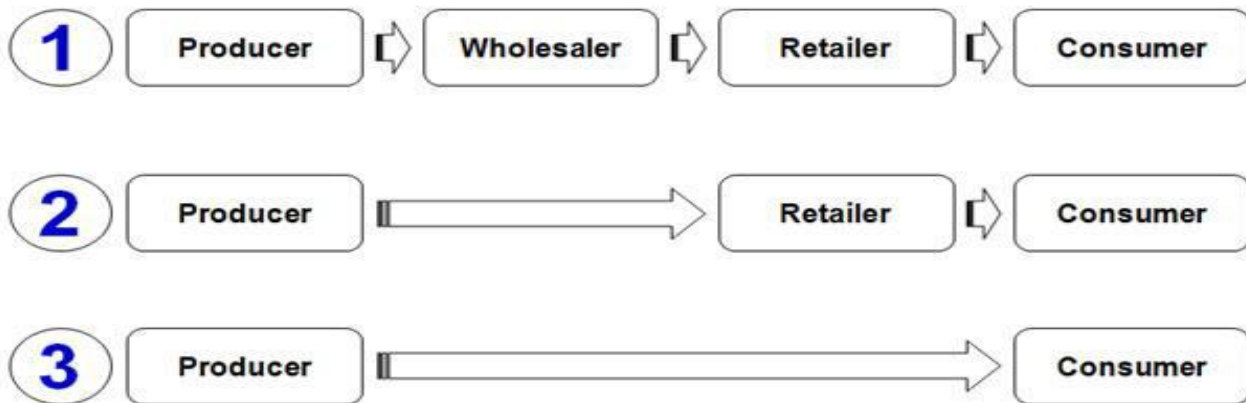 1 Producer Wholesaler Retailer Consumer
2 Producer Retailer Consumer
3 Producer Consumer